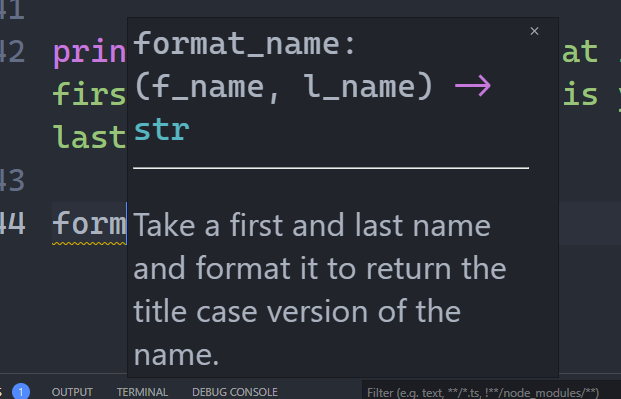 41
format_name:
42 prin at
(f_name, l_name) ->
firs is
str
last
43
44 form
Take a first and last name
and format it to return the
title case version of the
name.
1 OUTPUT TERMINAL DEBUG CONSOLE Filter (e.g. text, **/*.ts, !**/node_modules/**)